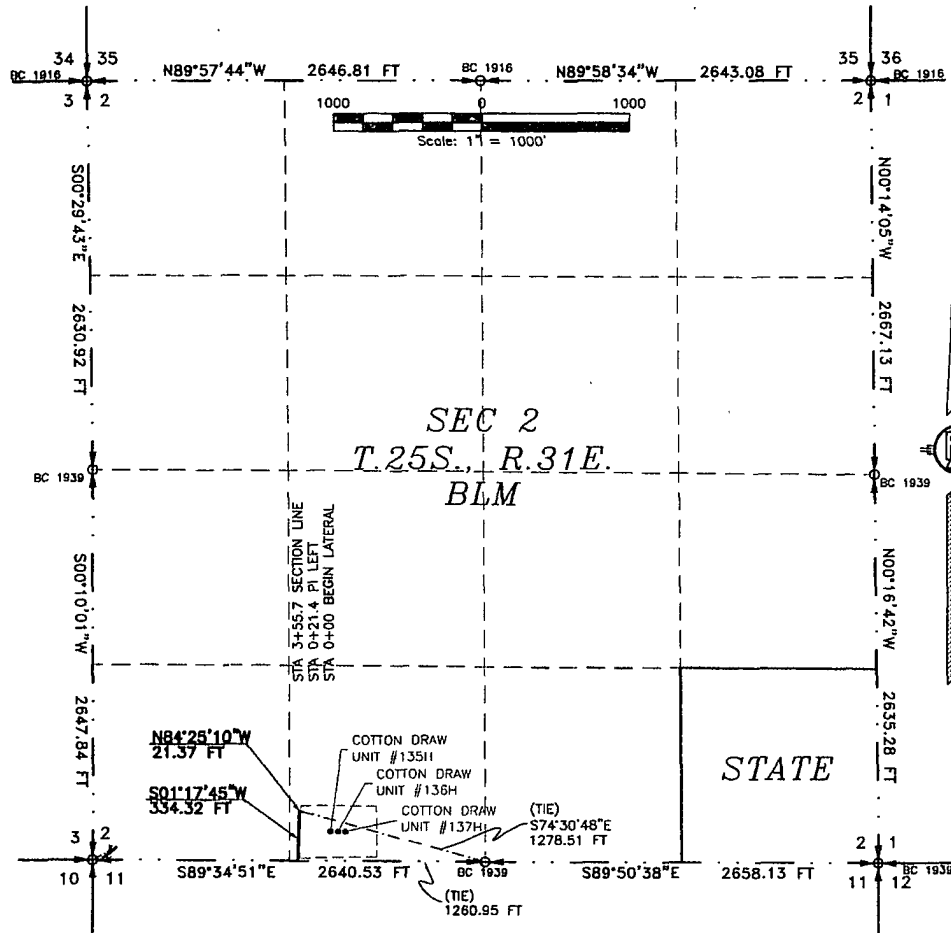 34 35
BC 1916
3 2
N89°57'44"W 2646.81 FT
BC 1916
N89°58'34"W 2643.08 FT
35 36
BC 1916
2 1
1000 0 1000
Scale: 1" = 1000'
S00°29'43"E 2630.92 FT
N00°14'05"W 2667.13 FT
SEC 2
T.25S., R.31E.
BLM
BC 1939
BC 1939
STA 3+55.7 SECTION LINE
STA 0+21.4 PI LEFT
STA 0+00 BEGIN LATERAL
S00°10'01"W 2647.84 FT
N00°16'42"W 2635.28 FT
N84°25'10"W
21.37 FT
S01°17'45"W
334.32 FT
COTTON DRAW
UNIT #135H
COTTON DRAW
UNIT #136H
COTTON DRAW
UNIT #137H
(TIE)
S74°30'48"E
1278.51 FT
STATE
3 2
10 11
S89°34'51"E 2640.53 FT
BC 1939
(TIE)
1260.95 FT
S89°50'38"E 2658.13 FT
2 1
11 12
BC 1939